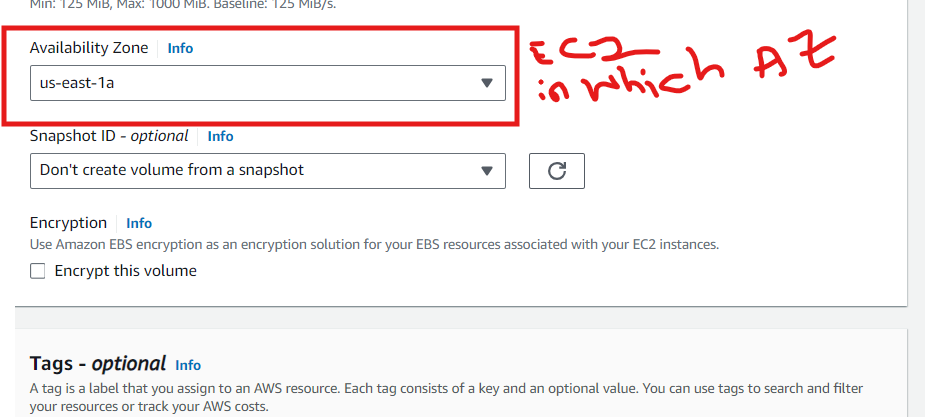 Min: 125 MiB, Max: 1000 MiB. Baseline: 125 MiB/s.
Availability Zone Info
us-east-1a
EC2
in which AZ
Snapshot ID - optional Info
Don't create volume from a snapshot
Encryption Info
Use Amazon EBS encryption as an encryption solution for your EBS resources associated with your EC2 instances.
Encrypt this volume
Tags - optional Info
A tag is a label that you assign to an AWS resource. Each tag consists of a key and an optional value. You can use tags to search and filter
your resources or track your AWS costs.